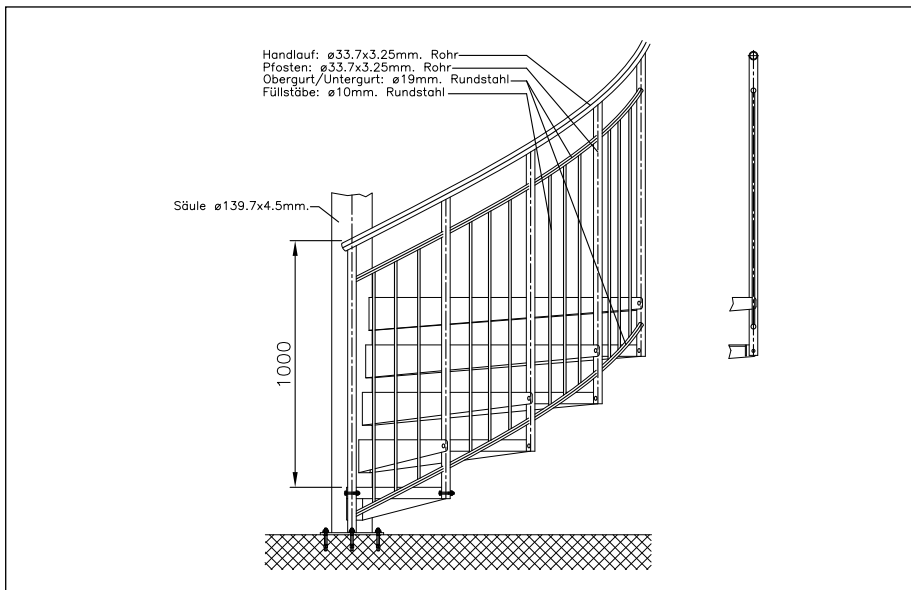 Handlauf: ø33.7x3.25mm. Rohr
Pfosten: ø33.7x3.25mm. Rohr
Obergurt/Untergurt: ø19mm. Rundstahl
Füllstäbe: ø10mm. Rundstahl
Säule ø139.7x4.5mm.
1000